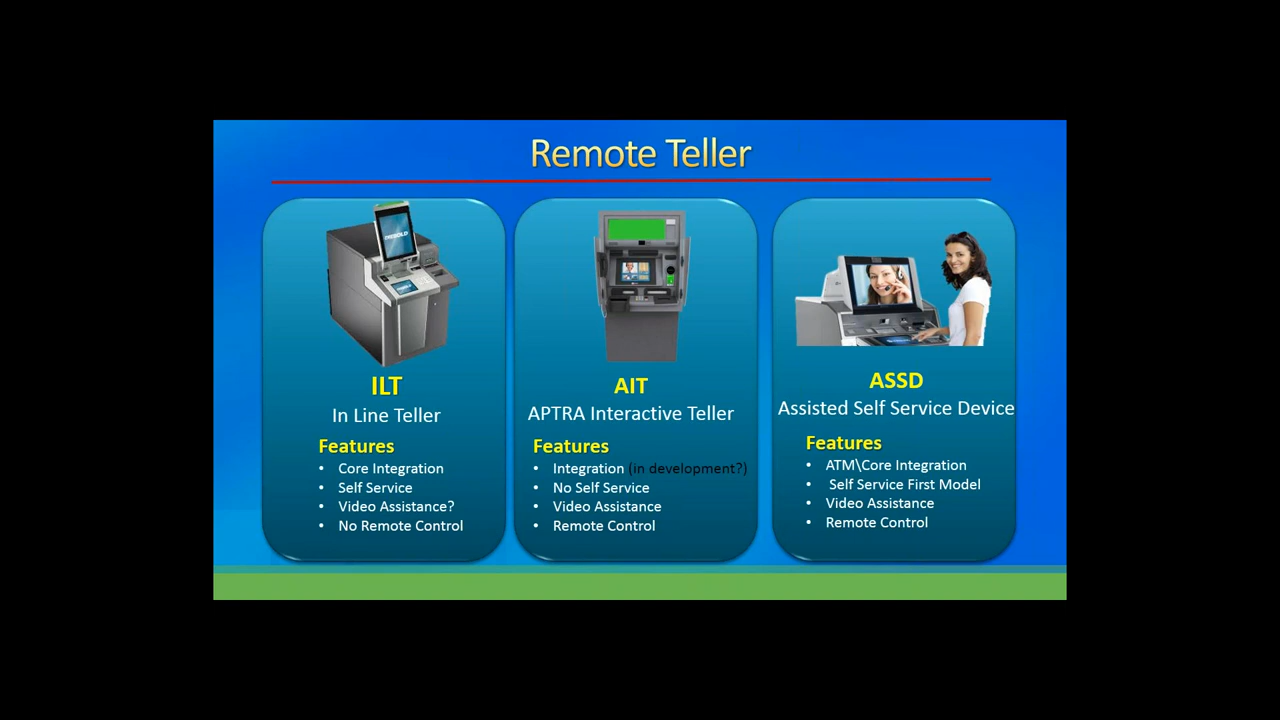 Remote Teller
DIEBOLD
ILT
In Line Teller
Features
• Core Integration
• Self Service
• Video Assistance?
• No Remote Control
AIT
APTRA Interactive Teller
Features
• Integration (in development?)
• No Self Service
• Video Assistance
• Remote Control
ASSD
Assisted Self Service Device
Features
• ATM\Core Integration
• Self Service First Model
• Video Assistance
• Remote Control